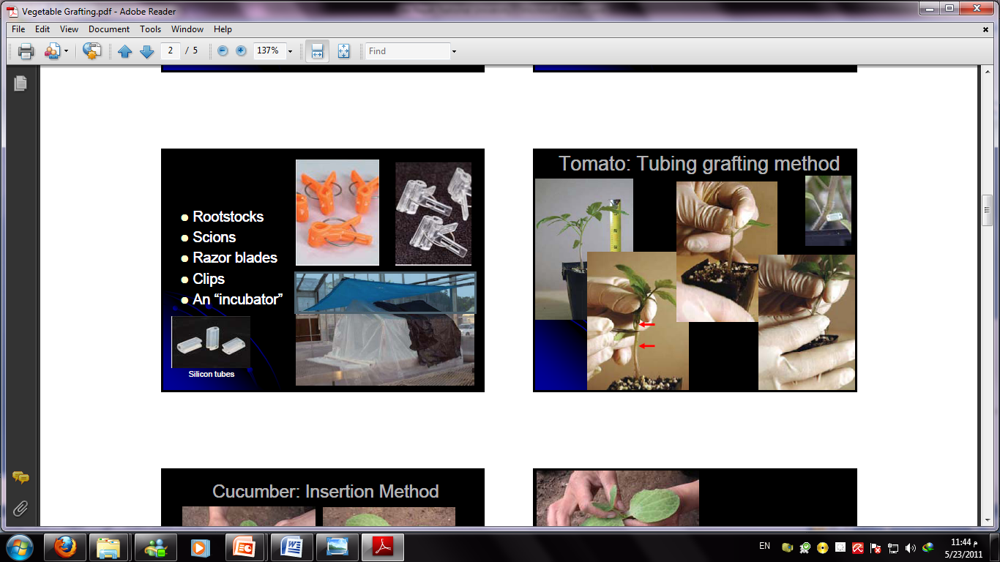 Vegetable Grafting.pdf - Adobe Reader
File Edit View Document Tools Window Help
2 / 5 137% Find
● Rootstocks
● Scions
● Razor blades
● Clips
● An “incubator”
Silicon tubes
Tomato: Tubing grafting method
Cucumber: Insertion Method
EN
11:44 م
5/23/2011